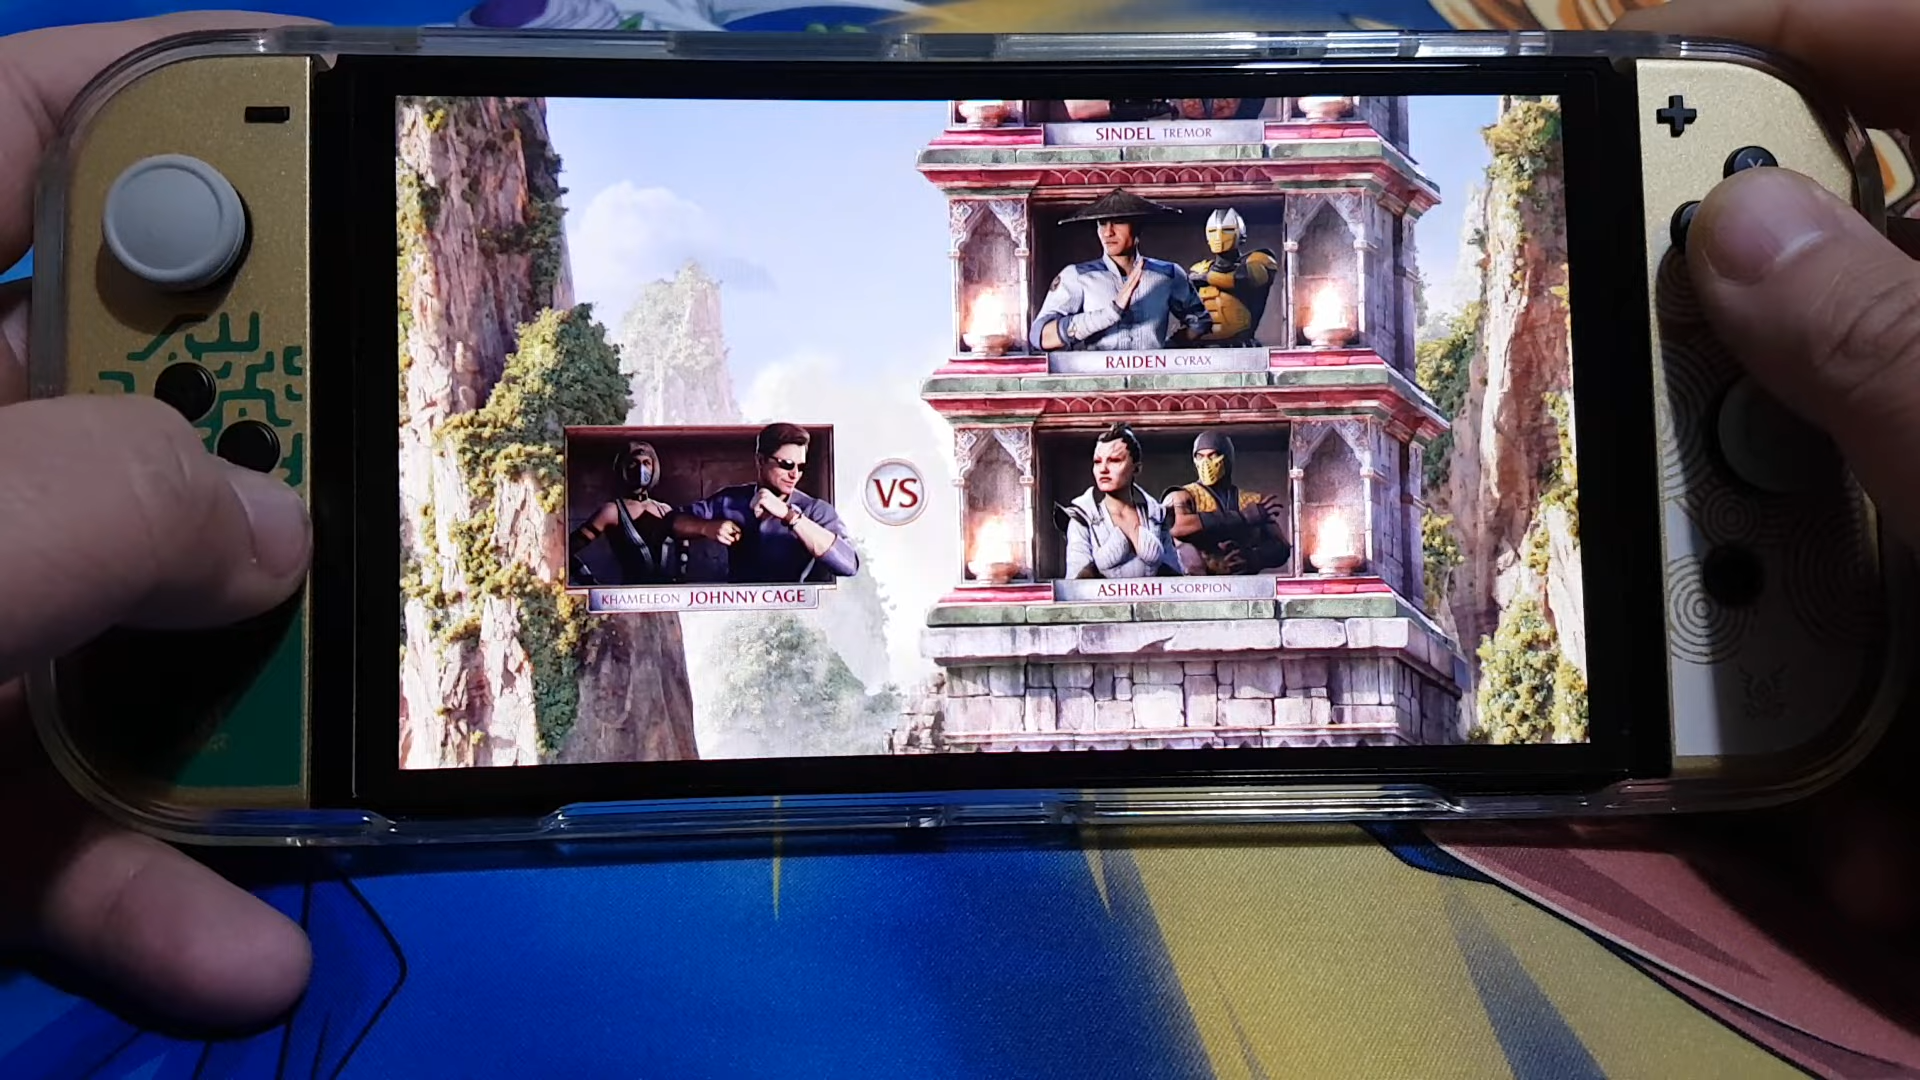 SINDEL TREMOR
RAIDEN CYRAX
VS
KHAMELEON JOHNNY CAGE
ASHRAH SCORPION
Y